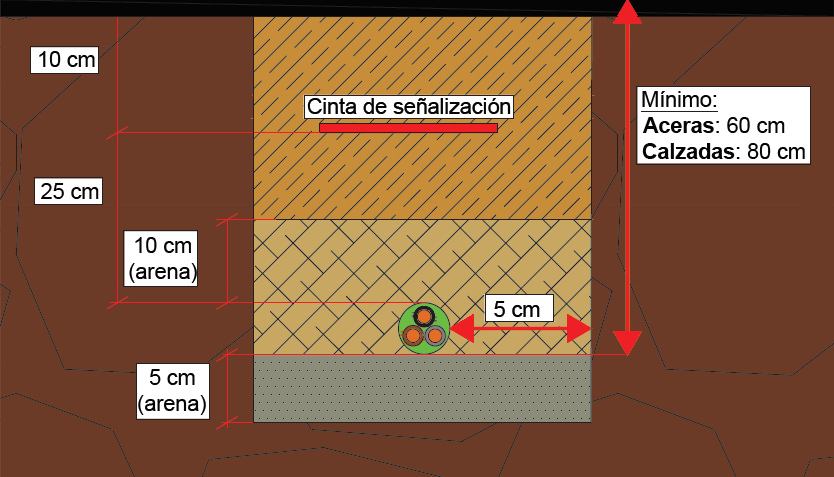 10 cm
Cinta de señalización
Mínimo:
Aceras: 60 cm
Calzadas: 80 cm
25 cm
10 cm
(arena)
5 cm
5 cm
(arena)